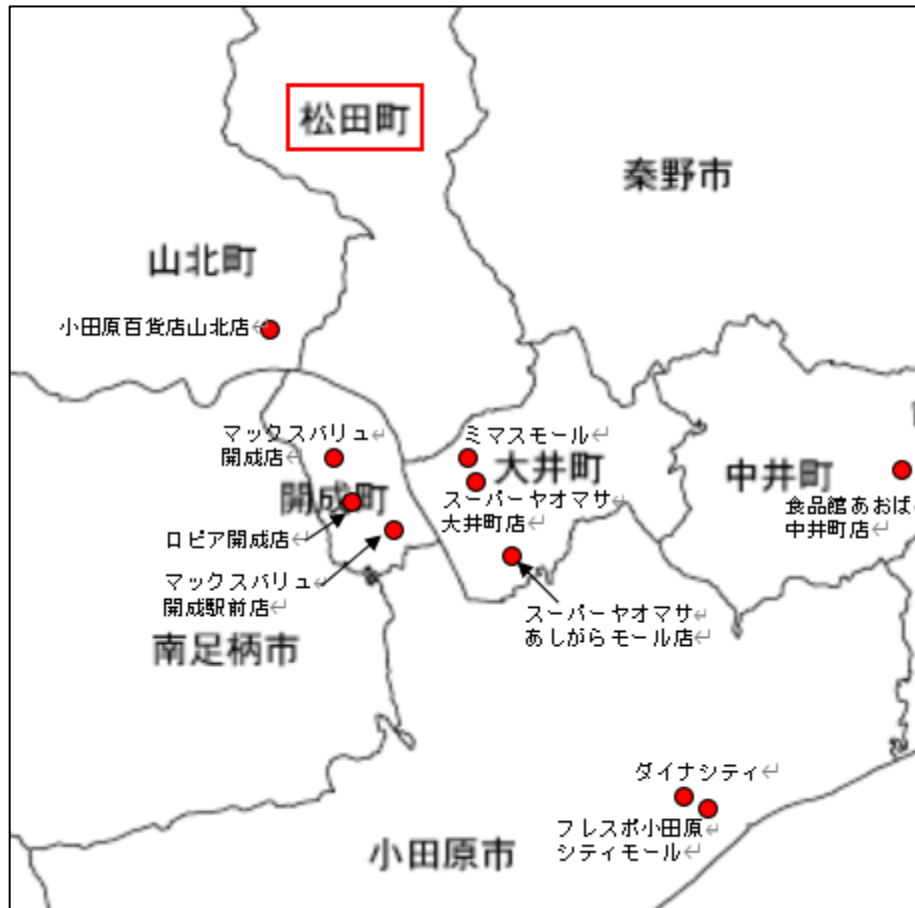 松田町
秦野市
山北町
小田原百貨店山北店
マックスバリュ
開成店
ミマスモール
大井町
開成町
中井町
スーパーヤオマサ
大井町店
食品館あおば
中井町店
ロピア開成店
マックスバリュ
開成駅前店
スーパーヤオマサ
あしがらモール店
南足柄市
ダイナシティ
フレスポ小田原
シティモール
小田原市